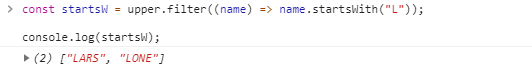 > const startsW = upper.filter((name) => name.startsWith("L"));
console.log(startsW);
▶ (2) ["LARS", "LONE"]